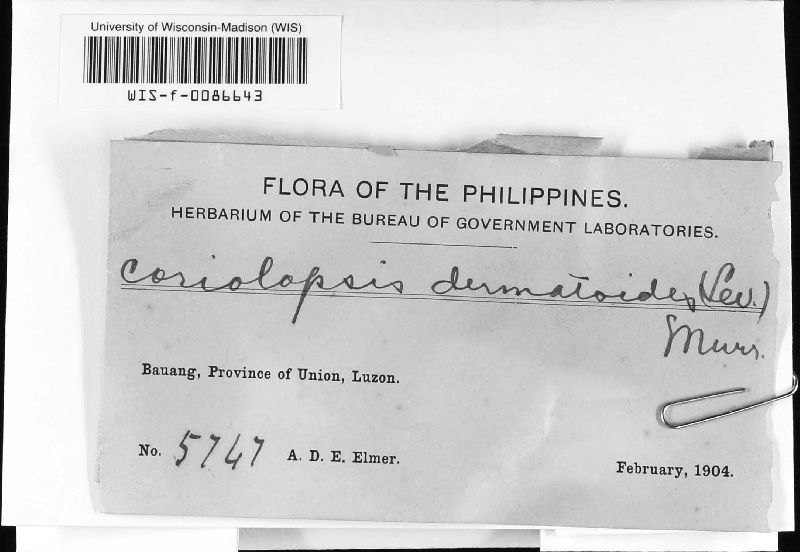 University of Wisconsin-Madison (WIS)
WIS-f-0086643
FLORA OF THE PHILIPPINES.
HERBARIUM OF THE BUREAU OF GOVERNMENT LABORATORIES.
Coriolopsis dermatoides (Lev.)
Murr.
Bauang, Province of Union, Luzon.
No. 5747 A. D. E. Elmer.
February, 1904.